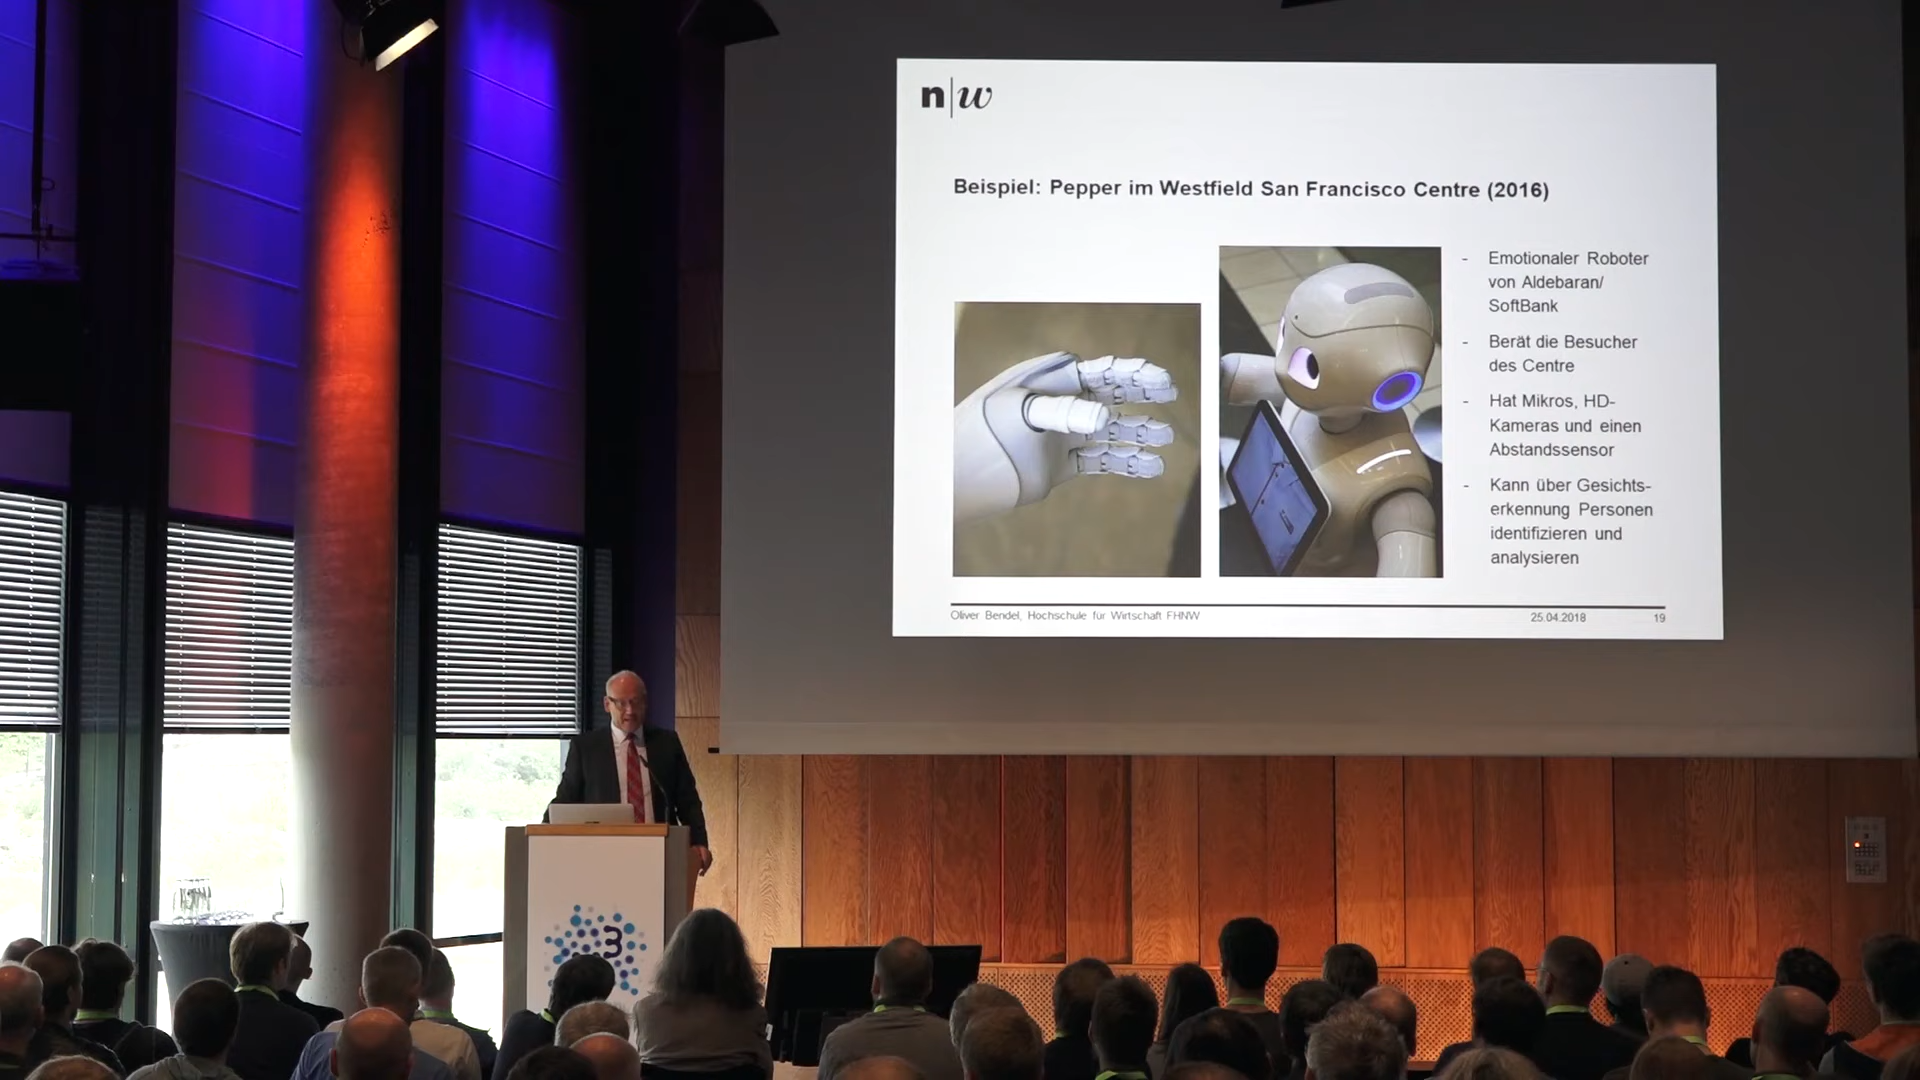 n|w
Beispiel: Pepper im Westfield San Francisco Centre (2016)
- Emotionaler Roboter
von Aldebaran/
SoftBank
- Berät die Besucher
des Centre
- Hat Mikros, HD-
Kameras und einen
Abstandssensor
- Kann über Gesichts-
erkennung Personen
identifizieren und
analysieren
Oliver Bendel, Hochschule für Wirtschaft FHNW 25.04.2018 19
3